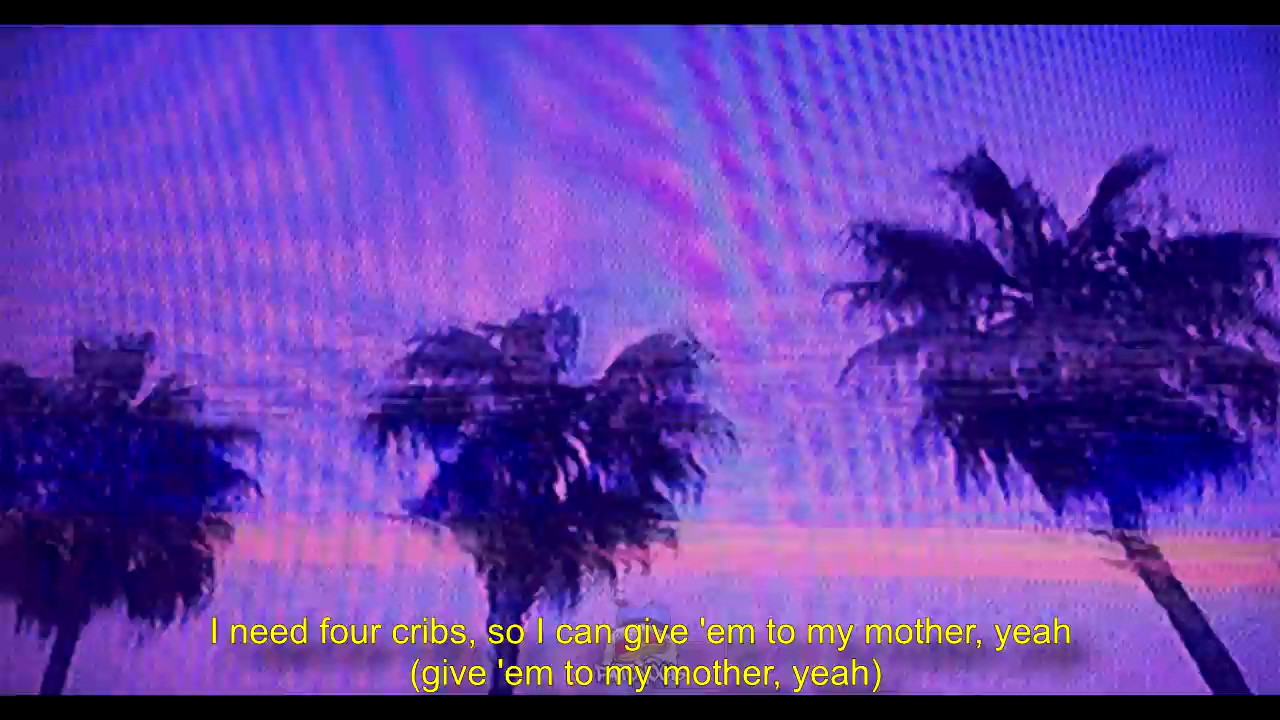 I need four cribs, so I can give 'em to my mother, yeah
(give 'em to my mother, yeah)